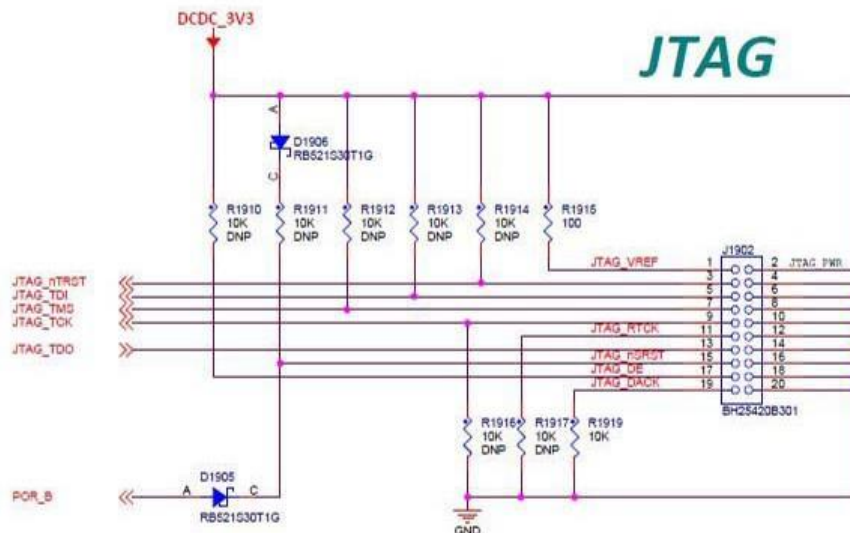 DCDC_3V3
JTAG
A
D1906
RB521S30T1G
C
R1910
10K
DNP
R1911
10K
DNP
R1912
10K
DNP
R1913
10K
DNP
R1914
10K
DNP
R1915
100
J1902
JTAG_VREF 1 2 JTAG_PWR
JTAG_nTRST 3 4
JTAG_TDI 5 6
JTAG_TMS 7 8
JTAG_TCK 9 10
JTAG_RTCK 11 12
JTAG_TDO 13 14
JTAG_nSRST 15 16
JTAG_DE 17 18
JTAG_DACK 19 20
BH25420B301
R1916
10K
DNP
R1917
10K
DNP
R1919
10K
D1905
POR_B A C
RB521S30T1G
GND